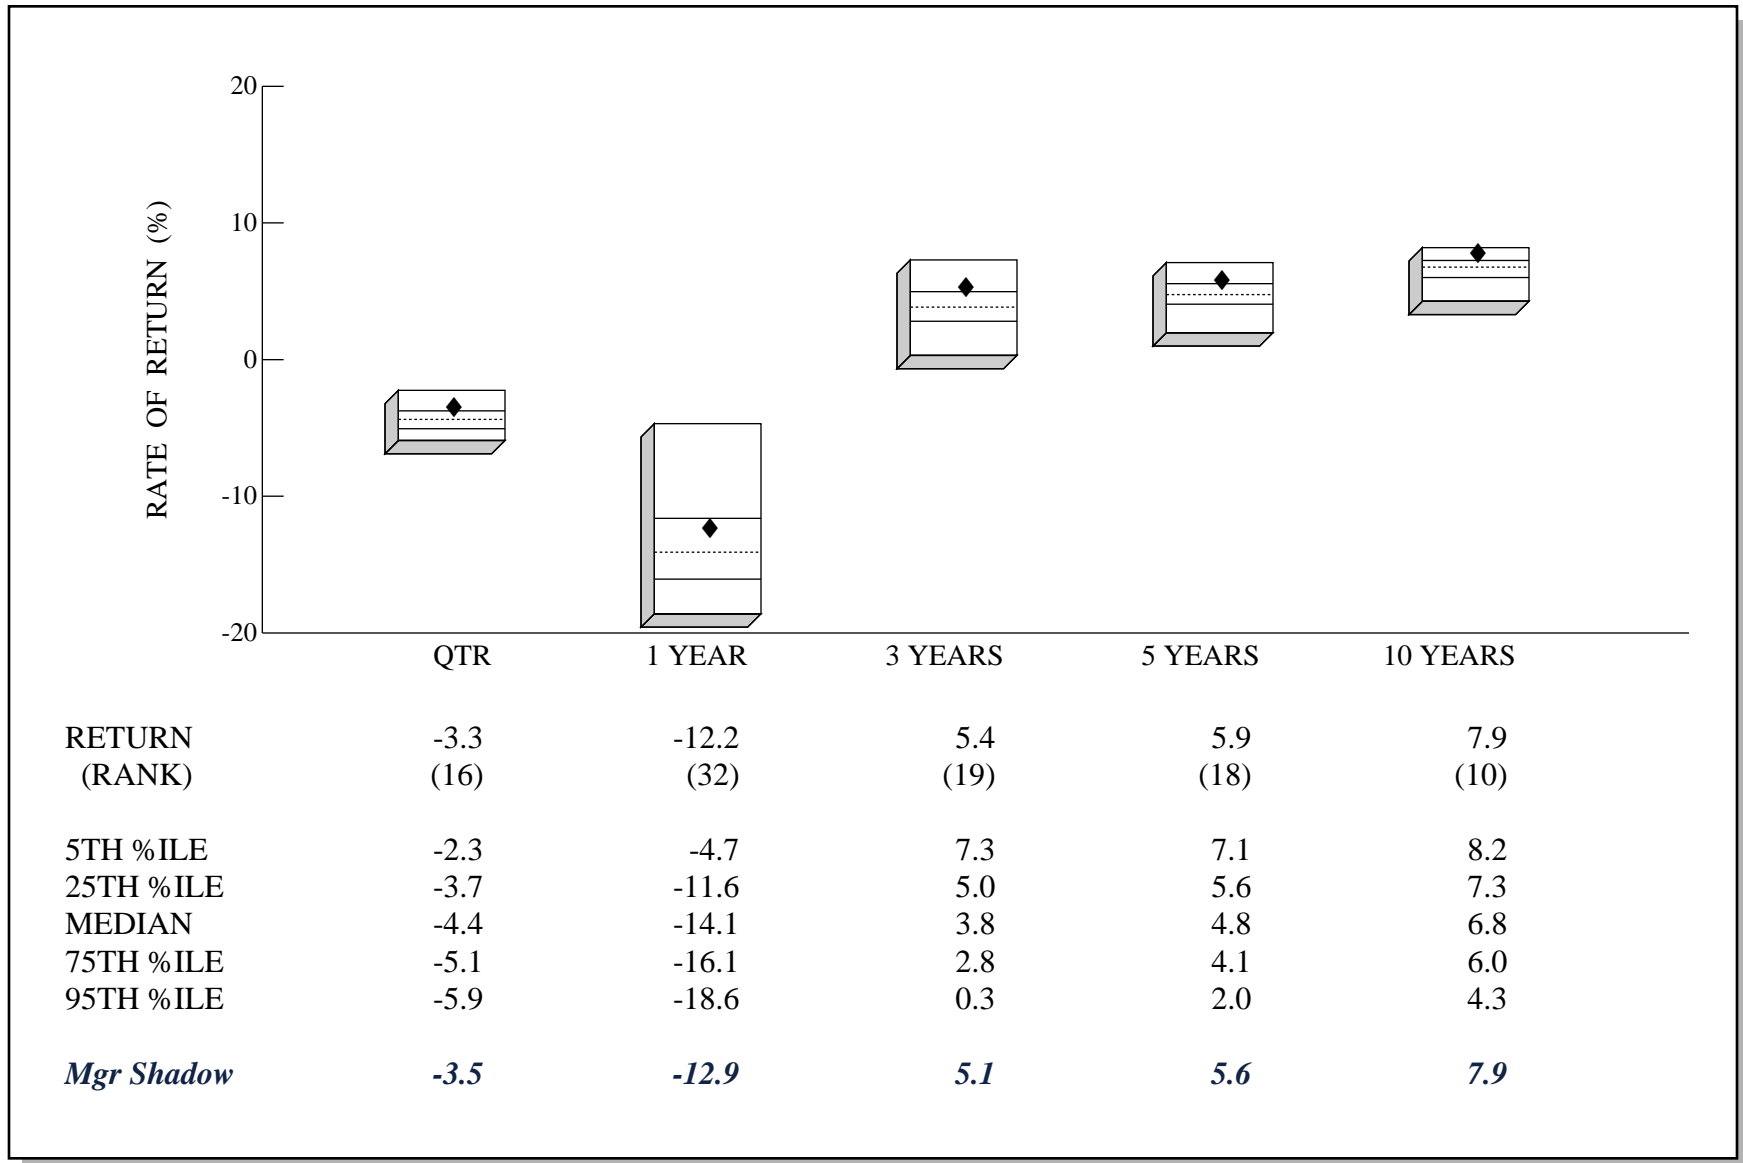 20
10
0
-10
-20
RATE OF RETURN (%)
QTR 1 YEAR 3 YEARS 5 YEARS 10 YEARS
RETURN -3.3 -12.2 5.4 5.9 7.9
(RANK) (16) (32) (19) (18) (10)
5TH %ILE -2.3 -4.7 7.3 7.1 8.2
25TH %ILE -3.7 -11.6 5.0 5.6 7.3
MEDIAN -4.4 -14.1 3.8 4.8 6.8
75TH %ILE -5.1 -16.1 2.8 4.1 6.0
95TH %ILE -5.9 -18.6 0.3 2.0 4.3
Mgr Shadow -3.5 -12.9 5.1 5.6 7.9